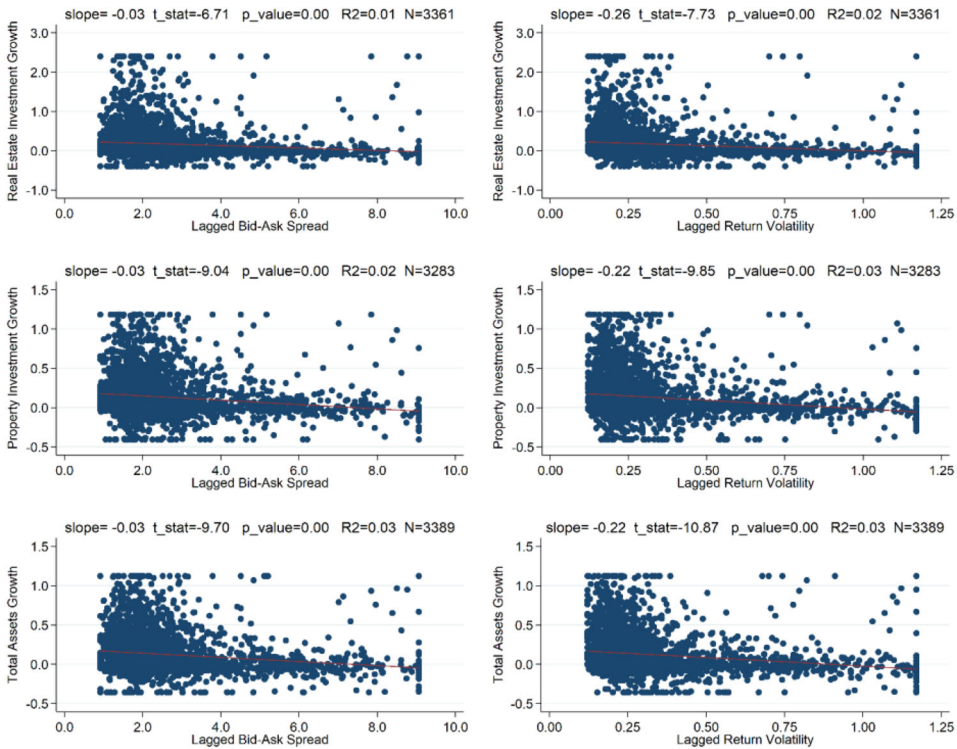 slope= -0.03 t_stat=-6.71 p_value=0.00 R2=0.01 N=3361
Real Estate Investment Growth
3.0
2.0
1.0
0.0
-1.0
0.0 2.0 4.0 6.0 8.0 10.0
Lagged Bid-Ask Spread
slope= -0.26 t_stat=-7.73 p_value=0.00 R2=0.02 N=3361
Real Estate Investment Growth
3.0
2.0
1.0
0.0
-1.0
0.00 0.25 0.50 0.75 1.00 1.25
Lagged Return Volatility
slope= -0.03 t_stat=-9.04 p_value=0.00 R2=0.02 N=3283
Property Investment Growth
1.5
1.0
0.5
0.0
-0.5
0.0 2.0 4.0 6.0 8.0 10.0
Lagged Bid-Ask Spread
slope= -0.22 t_stat=-9.85 p_value=0.00 R2=0.03 N=3283
Property Investment Growth
1.5
1.0
0.5
0.0
-0.5
0.00 0.25 0.50 0.75 1.00 1.25
Lagged Return Volatility
slope= -0.03 t_stat=-9.70 p_value=0.00 R2=0.03 N=3389
Total Assets Growth
1.5
1.0
0.5
0.0
-0.5
0.0 2.0 4.0 6.0 8.0 10.0
Lagged Bid-Ask Spread
slope= -0.22 t_stat=-10.87 p_value=0.00 R2=0.03 N=3389
Total Assets Growth
1.5
1.0
0.5
0.0
-0.5
0.00 0.25 0.50 0.75 1.00 1.25
Lagged Return Volatility